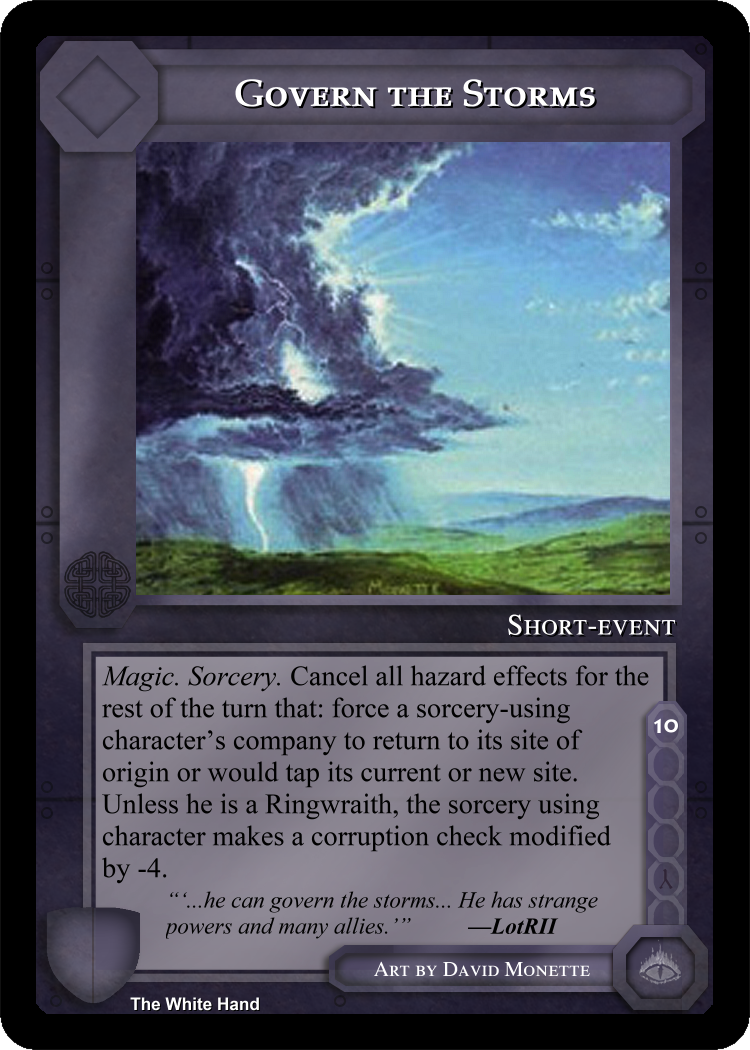 Govern the Storms
Short-event
Magic. Sorcery. Cancel all hazard effects for the
rest of the turn that: force a sorcery-using
character's company to return to its site of
origin or would tap its current or new site.
Unless he is a Ringwraith, the sorcery using
character makes a corruption check modified
by -4.
10
"'...he can govern the storms... He has strange
powers and many allies.'" —LotRII
Art by David Monette
The White Hand